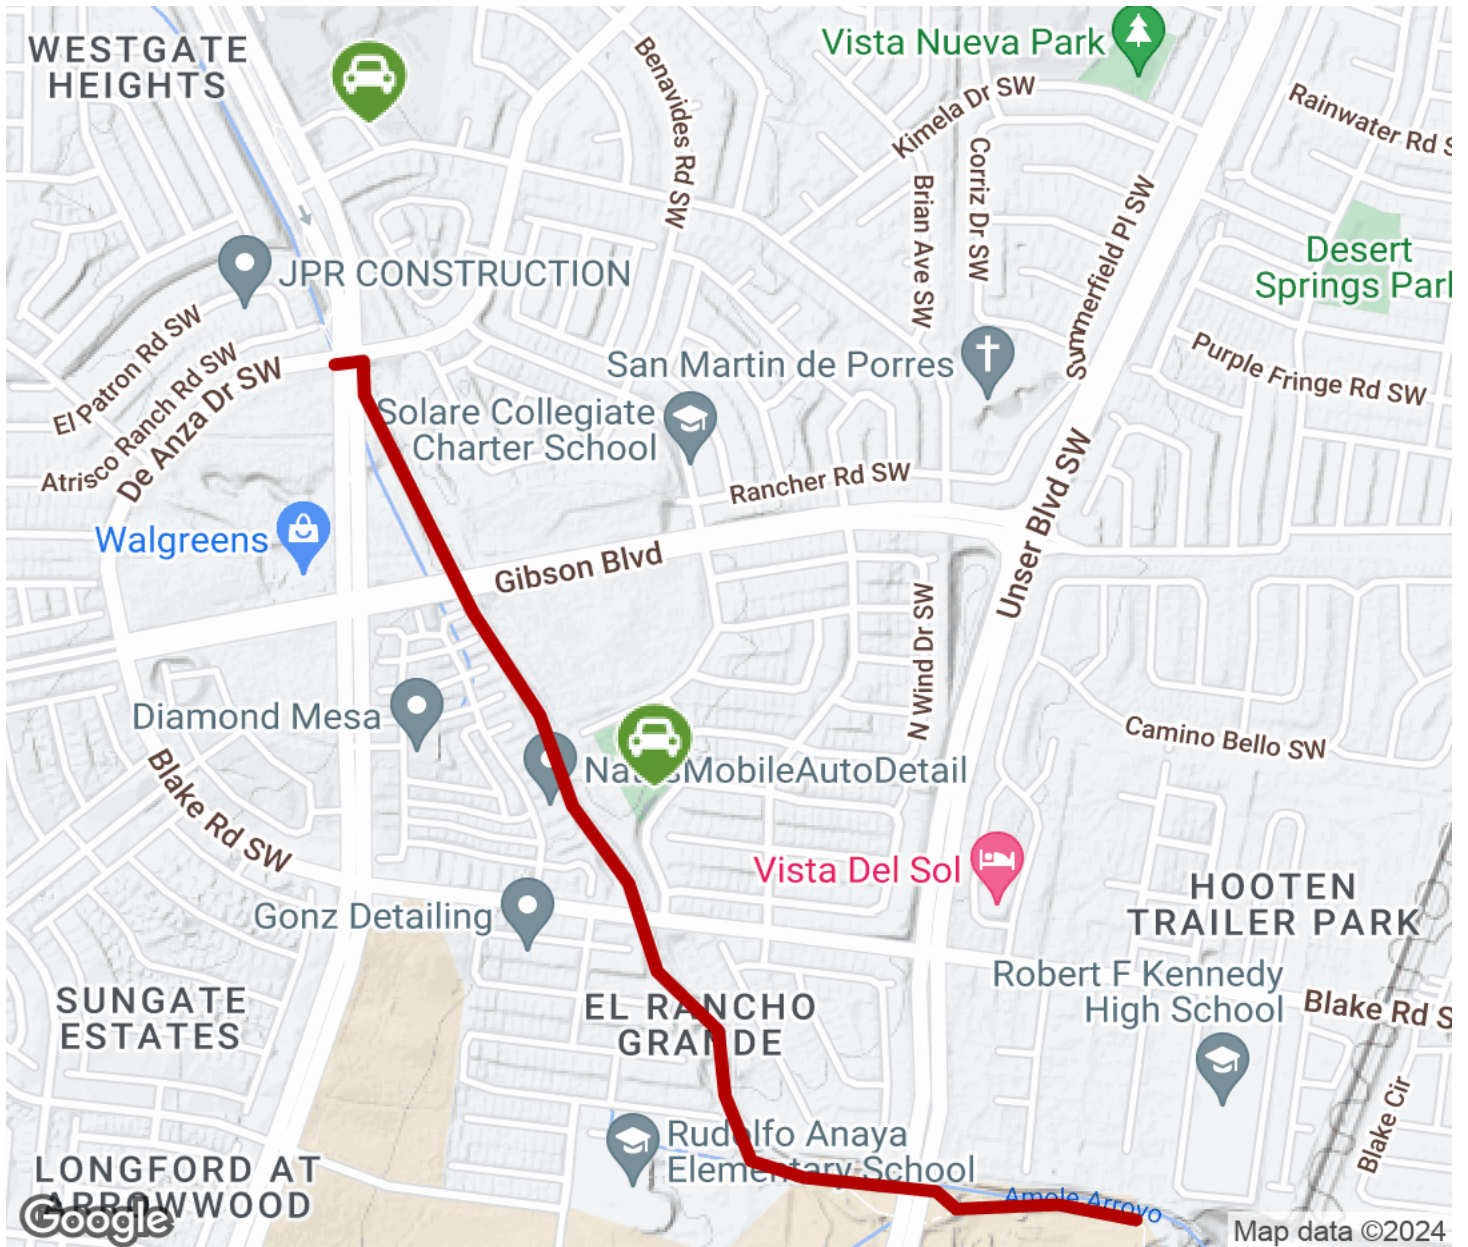 WESTGATE
HEIGHTS
Vista Nueva Park
Benavides Rd SW
Kimela Dr SW
Rainwater Rd S
Corriz Dr SW
Brian Ave SW
Summerfield Pl SW
Desert
Springs Park
JPR CONSTRUCTION
El Patron Rd SW
Atrisco Ranch Rd SW
De Anza Dr SW
San Martin de Porres
Purple Fringe Rd SW
Solare Collegiate
Charter School
Rancher Rd SW
Unser Blvd SW
Walgreens
Gibson Blvd
N Wind Dr SW
Diamond Mesa
Camino Bello SW
MobileAutoDetail
Blake Rd SW
Vista Del Sol
HOOTEN
TRAILER PARK
Gonz Detailing
Robert F Kennedy
High School
Blake Rd S
SUNGATE
ESTATES
EL RANCHO
GRANDE
Blake Cir
Rudolfo Anaya
Elementary School
LONGFORD AT
ARROWWOOD
Amole Arroyo
Google
Map data ©2024